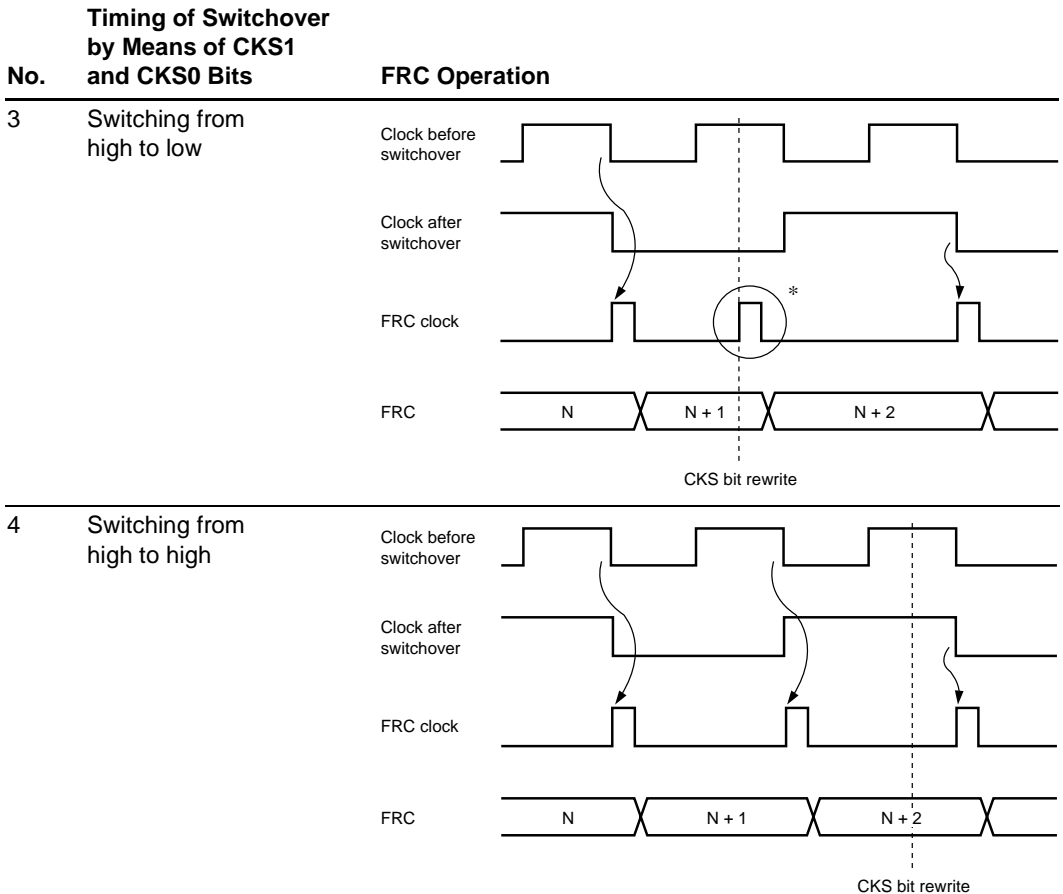 Timing of Switchover
by Means of CKS1
No. and CKS0 Bits FRC Operation
3 Switching from
high to low
Clock before
switchover
Clock after
switchover
*
FRC clock
FRC N N + 1 N + 2
CKS bit rewrite
4 Switching from
high to high
Clock before
switchover
Clock after
switchover
FRC clock
FRC N N + 1 N + 2
CKS bit rewrite